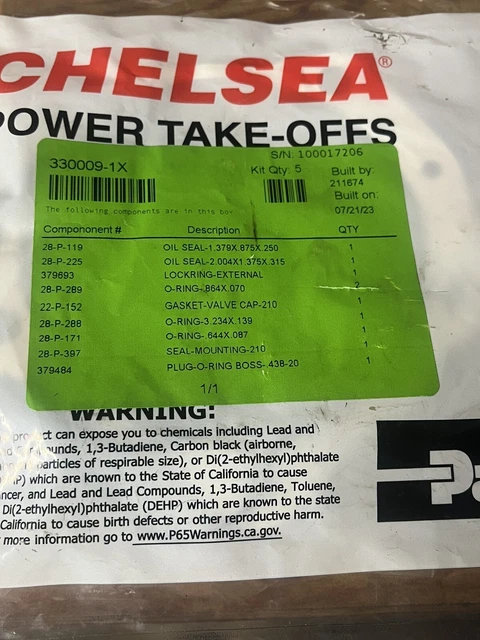 CHELSEA®
POWER TAKE-OFFS
S/N: 100017206
330009-1X
Kit Qty: 5
Built by:
211674
Built on:
07/21/23
The following components are in this box
Componont # Description QTY
28-P-119 OIL SEAL-1.379X.875X.250 1
28-P-225 OIL SEAL-2.004X1.375X.315 1
379693 LOCKRING-EXTERNAL 1
28-P-289 O-RING-.864X.070 2
22-P-152 GASKET-VALVE CAP-210 1
28-P-288 O-RING-3.234X.139 1
28-P-171 O-RING-.644X.087 1
28-P-397 SEAL-MOUNTING-210 1
379484 PLUG-O-RING BOSS-.438-20 1
1/1
WARNING:
product can expose you to chemicals including Lead and
unds, 1,3-Butadiene, Carbon black (airborne,
particles of respirable size), or Di(2-ethylhexyl)phthalate
P) which are known to the State of California to cause
ncer, and Lead and Lead Compounds, 1,3-Butadiene, Toluene,
Di(2-ethylhexyl)phthalate (DEHP) which are known to the state
California to cause birth defects or other reproductive harm.
more information go to www.P65Warnings.ca.gov.
Pa